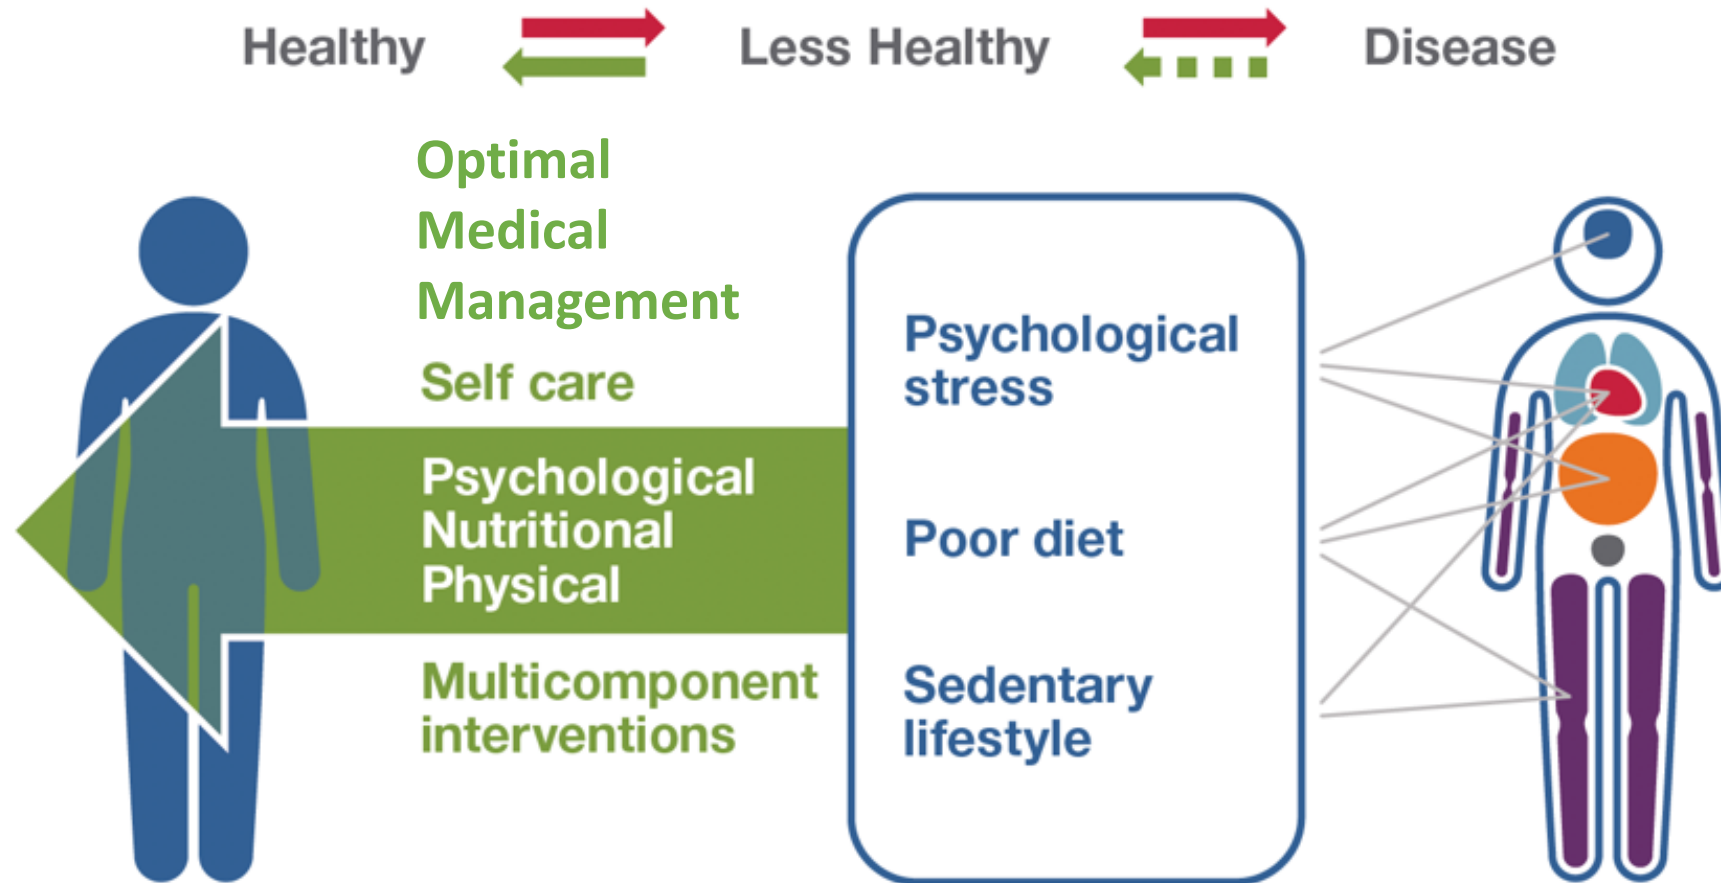 Healthy
Less Healthy
Disease
Optimal
Medical
Management
Self care
Psychological
Nutritional
Physical
Multicomponent
interventions
Psychological
stress
Poor diet
Sedentary
lifestyle